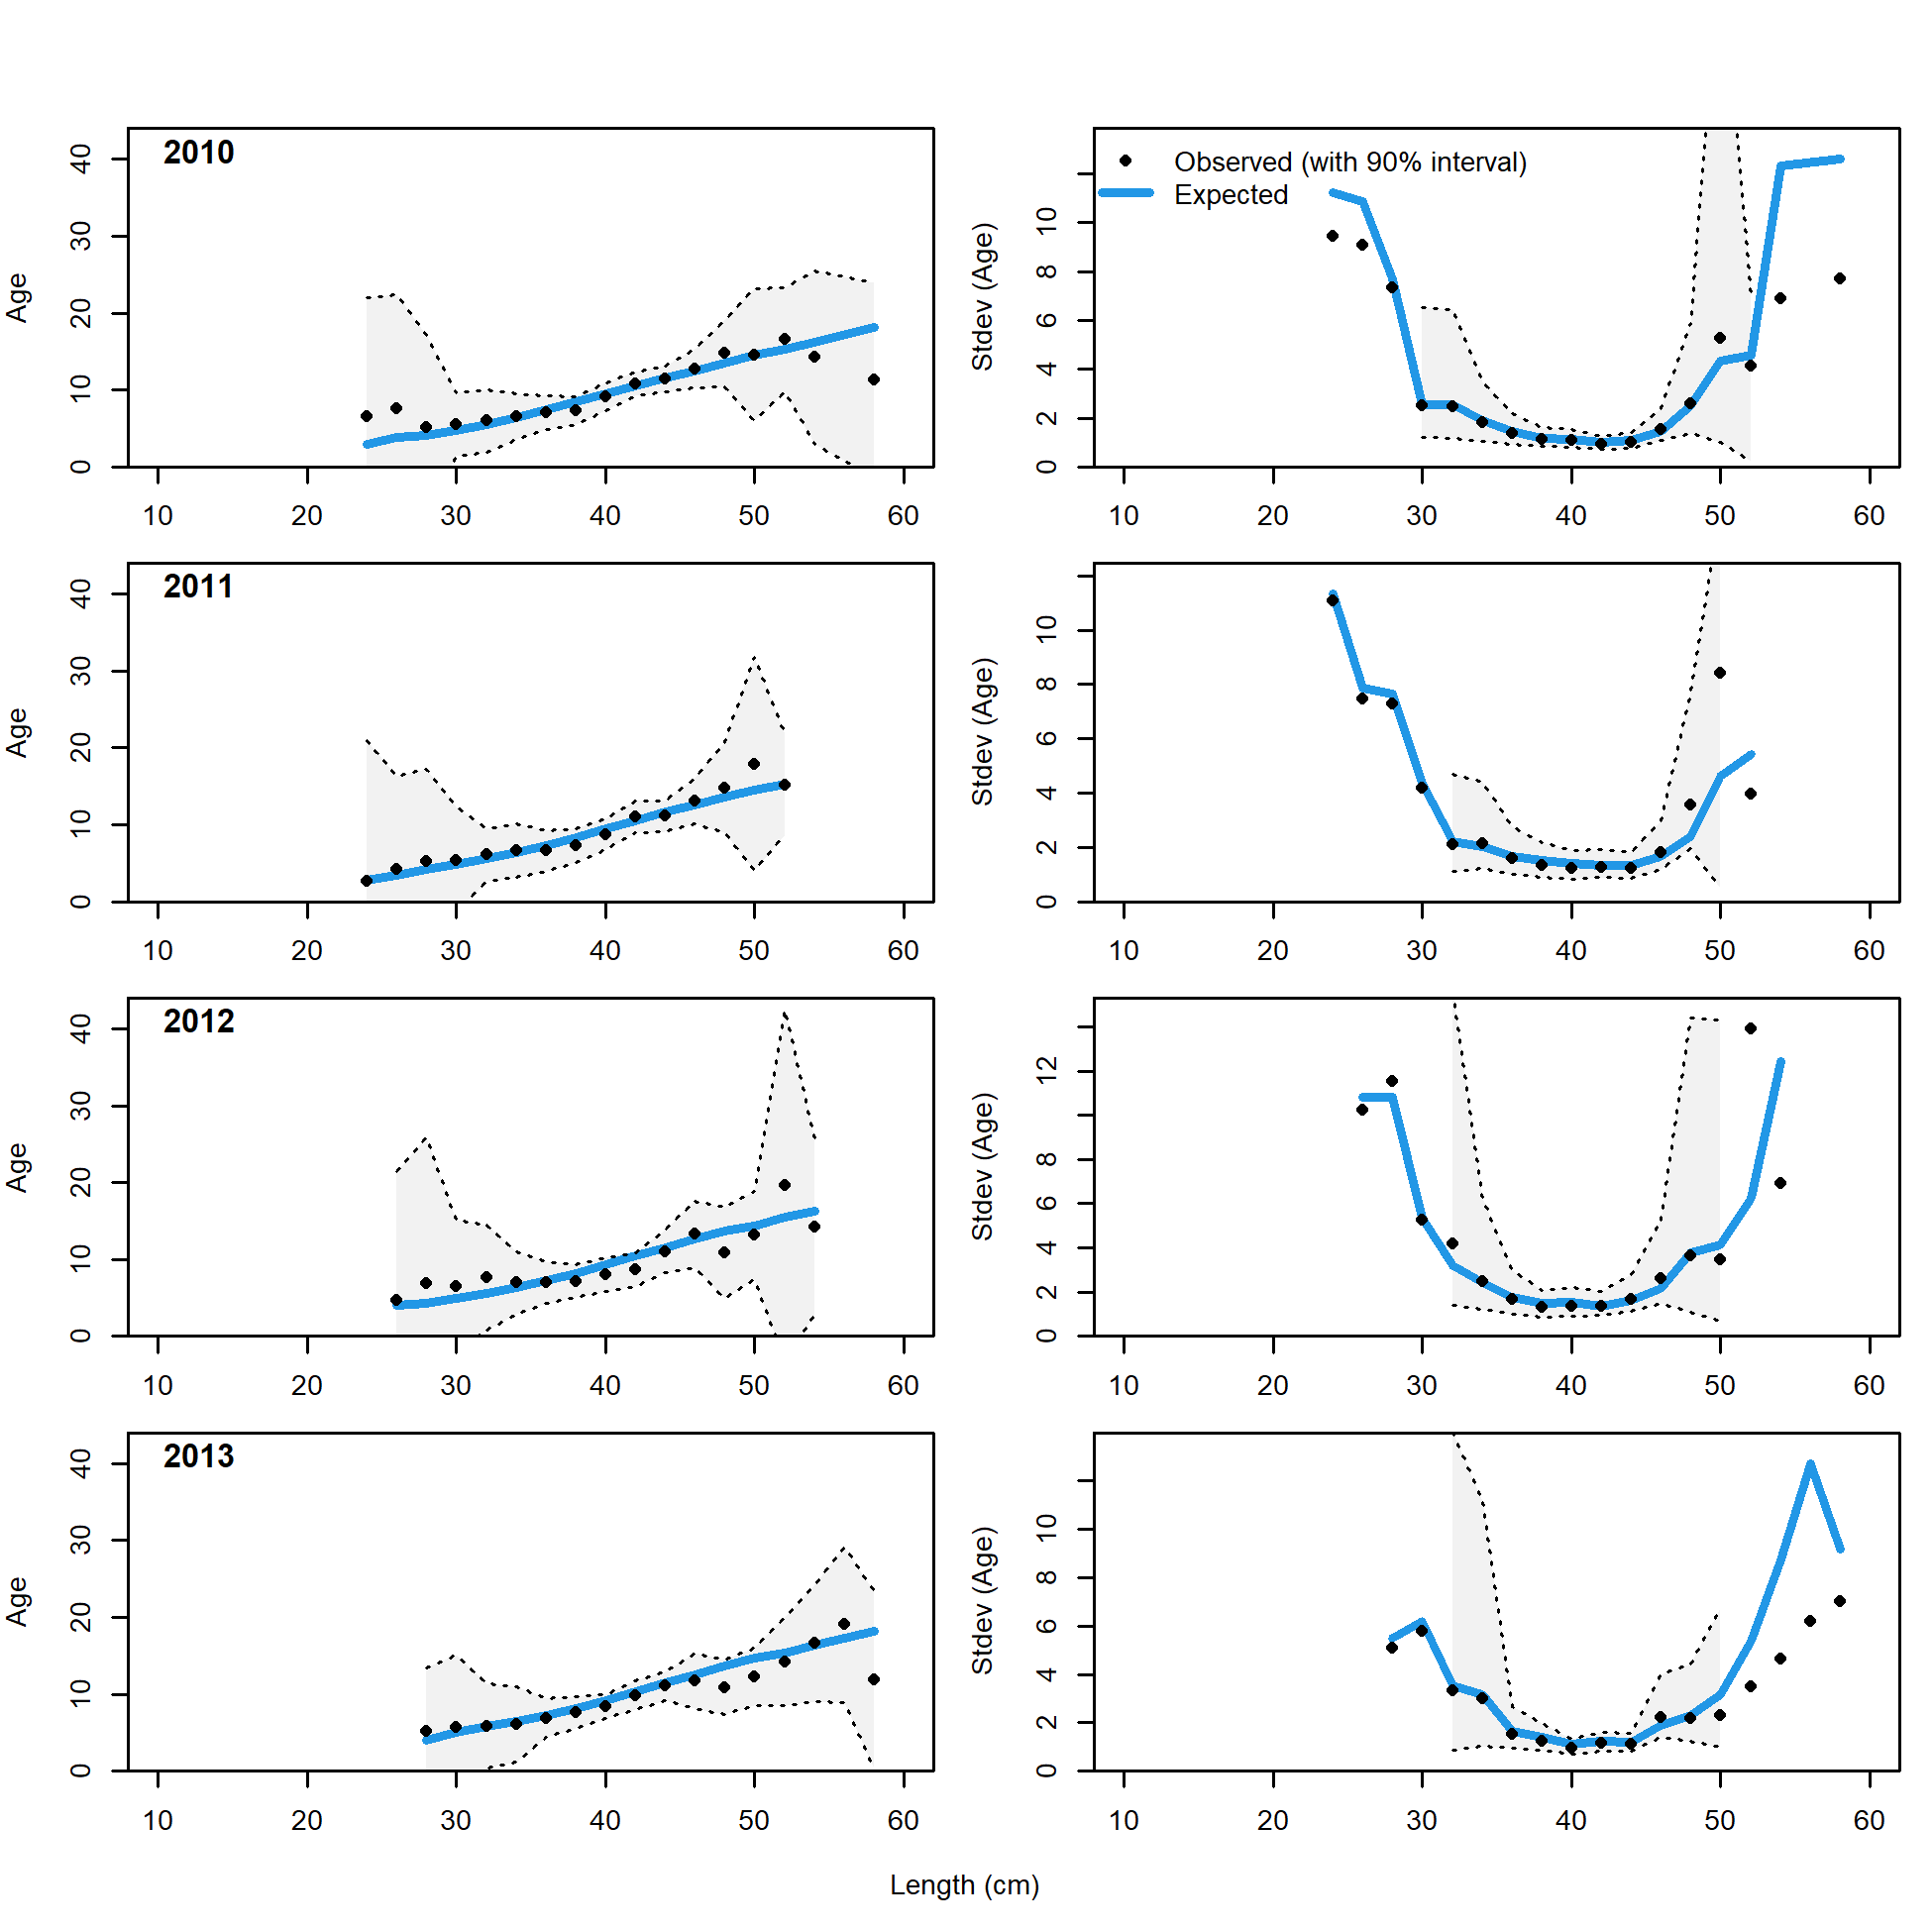 2010
Age
0 10 20 30 40
10 20 30 40 50 60
Observed (with 90% interval)
Expected
Stdev (Age)
0 2 4 6 8 10
10 20 30 40 50 60
2011
Age
0 10 20 30 40
10 20 30 40 50 60
Stdev (Age)
0 2 4 6 8 10
10 20 30 40 50 60
2012
Age
0 10 20 30 40
10 20 30 40 50 60
Stdev (Age)
0 2 4 6 8 12
10 20 30 40 50 60
2013
Age
0 10 20 30 40
10 20 30 40 50 60
Stdev (Age)
0 2 4 6 8 10
10 20 30 40 50 60
Length (cm)